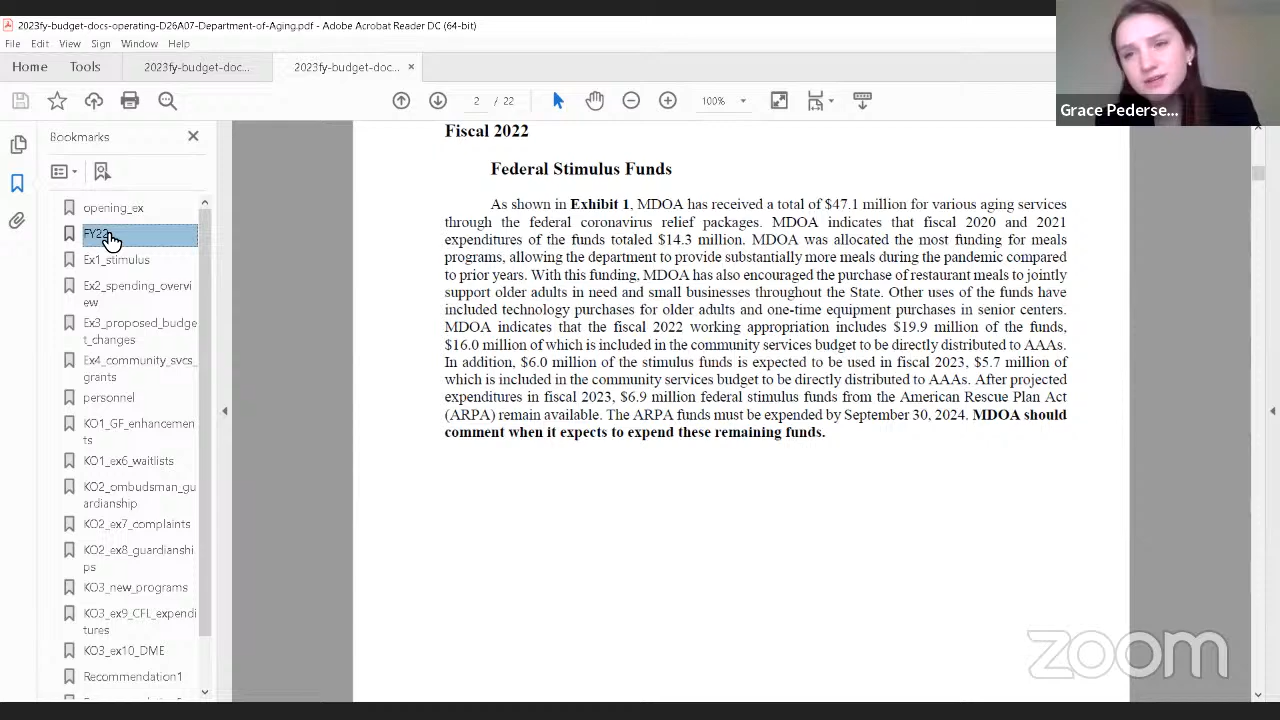 2023fy-budget-docs-operating-D26A07-Department-of-Aging.pdf - Adobe Acrobat Reader DC (64-bit)
File Edit View Sign Window Help
Home Tools 2023fy-budget-doc... 2023fy-budget-doc... ×
2 / 22 100%
Grace Pederse...
Bookmarks
opening_ex
Ex1_stimulus
Ex2_spending_overvi
ew
Ex3_proposed_budge
t_changes
Ex4_community_svcs_
grants
personnel
KO1_GF_enhancemen
ts
KO1_ex6_waitlists
KO2_ombudsman_gu
ardianship
KO2_ex7_complaints
KO2_ex8_guardianshi
ps
KO3_new_programs
KO3_ex9_CFL_expendi
tures
KO3_ex10_DME
Recommendation1
Fiscal 2022
Federal Stimulus Funds
As shown in Exhibit 1, MDOA has received a total of $47.1 million for various aging services
through the federal coronavirus relief packages. MDOA indicates that fiscal 2020 and 2021
expenditures of the funds totaled $14.3 million. MDOA was allocated the most funding for meals
programs, allowing the department to provide substantially more meals during the pandemic compared
to prior years. With this funding, MDOA has also encouraged the purchase of restaurant meals to jointly
support older adults in need and small businesses throughout the State. Other uses of the funds have
included technology purchases for older adults and one-time equipment purchases in senior centers.
MDOA indicates that the fiscal 2022 working appropriation includes $19.9 million of the funds,
$16.0 million of which is included in the community services budget to be directly distributed to AAAs.
In addition, $6.0 million of the stimulus funds is expected to be used in fiscal 2023, $5.7 million of
which is included in the community services budget to be directly distributed to AAAs. After projected
expenditures in fiscal 2023, $6.9 million federal stimulus funds from the American Rescue Plan Act
(ARPA) remain available. The ARPA funds must be expended by September 30, 2024. MDOA should
comment when it expects to expend these remaining funds.
zoom